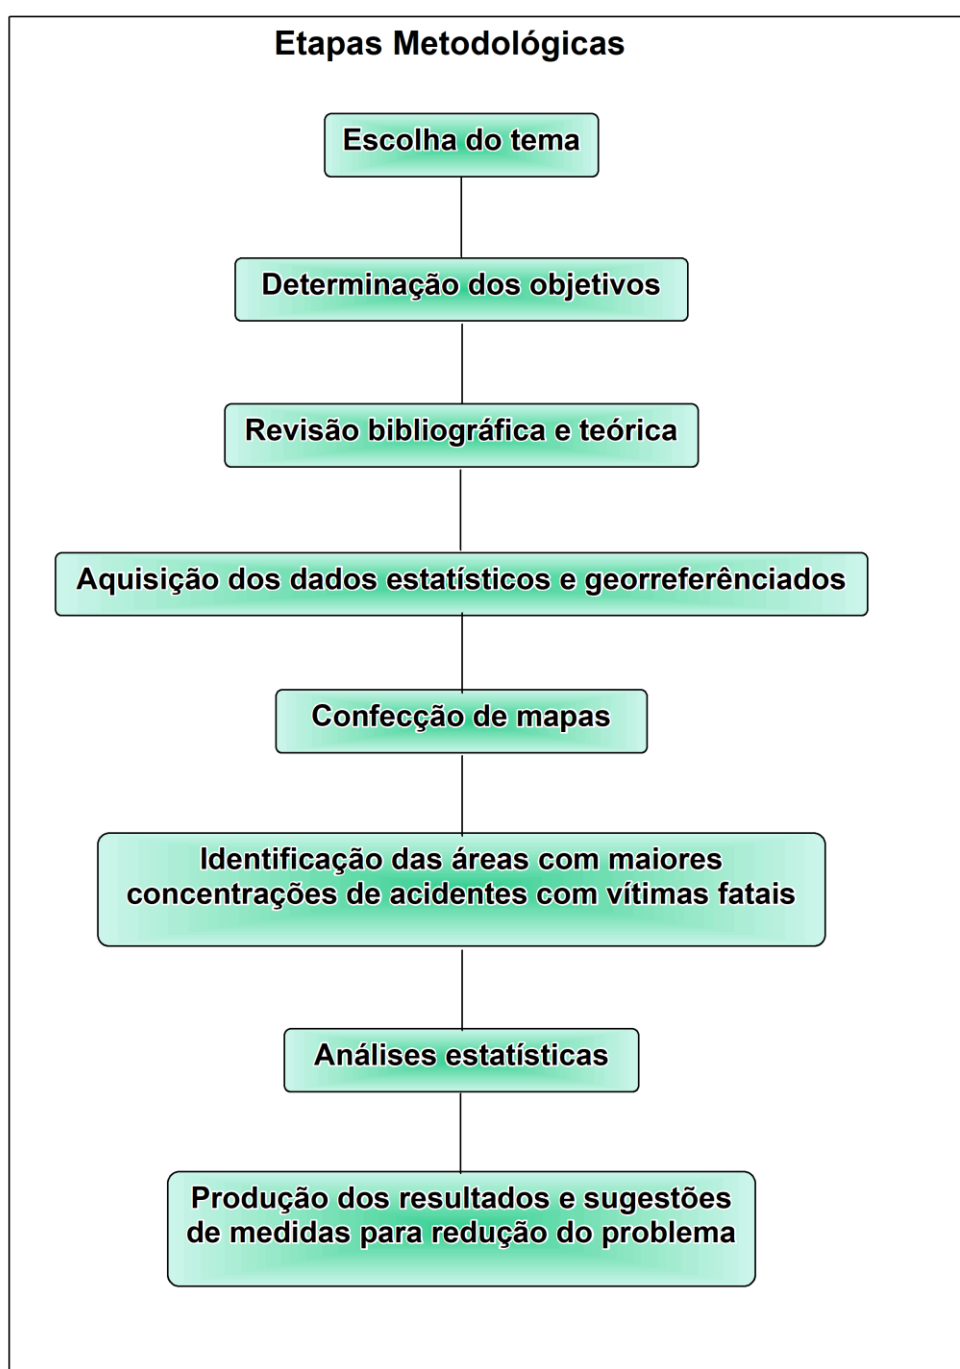 Etapas Metodológicas
Escolha do tema
Determinação dos objetivos
Revisão bibliográfica e teórica
Aquisição dos dados estatísticos e georreferênciados
Confecção de mapas
Identificação das áreas com maiores
concentrações de acidentes com vítimas fatais
Análises estatísticas
Produção dos resultados e sugestões
de medidas para redução do problema